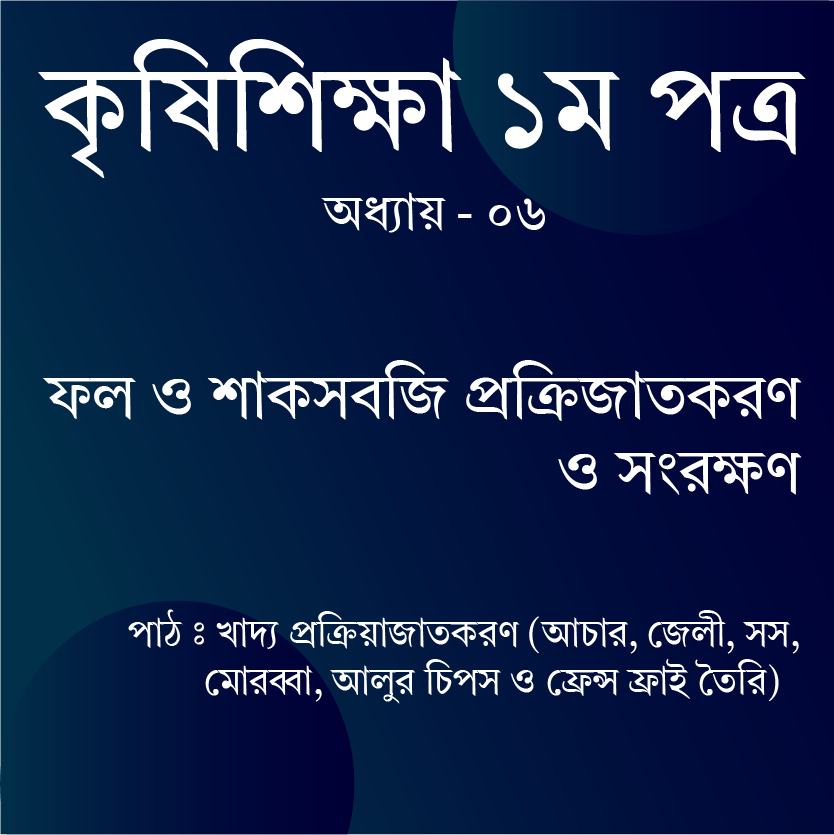 কৃষিশিক্ষা ১ম পত্র
অধ্যায় - ০৬
ফল ও শাকসবজি প্রক্রিজাতকরণ
ও সংরক্ষণ
পাঠ ঃ খাদ্য প্রক্রিয়াজাতকরণ (আচার, জেলী, সস,
মোরব্বা, আলুর চিপস ও ফ্রেন্স ফ্রাই তৈরি)